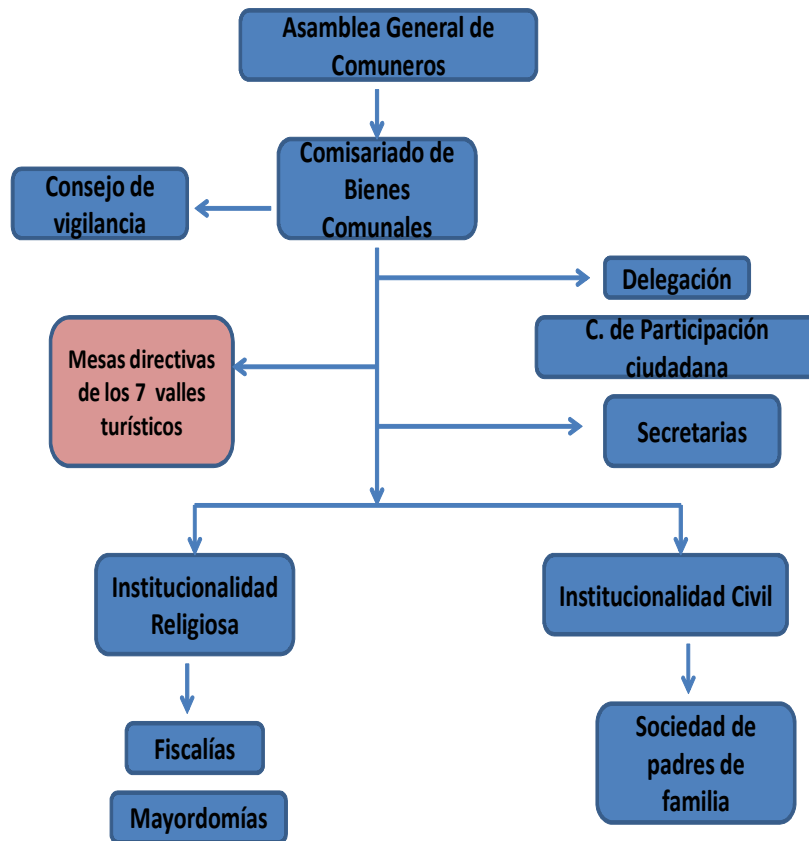 Asamblea General de
Comuneros
Comisariado de
Bienes
Comunales
Consejo de
vigilancia
Delegación
C. de Participación
ciudadana
Mesas directivas
de los 7 valles
turísticos
Secretarias
Institucionalidad
Religiosa
Institucionalidad Civil
Fiscalías
Mayordomías
Sociedad de
padres de
familia